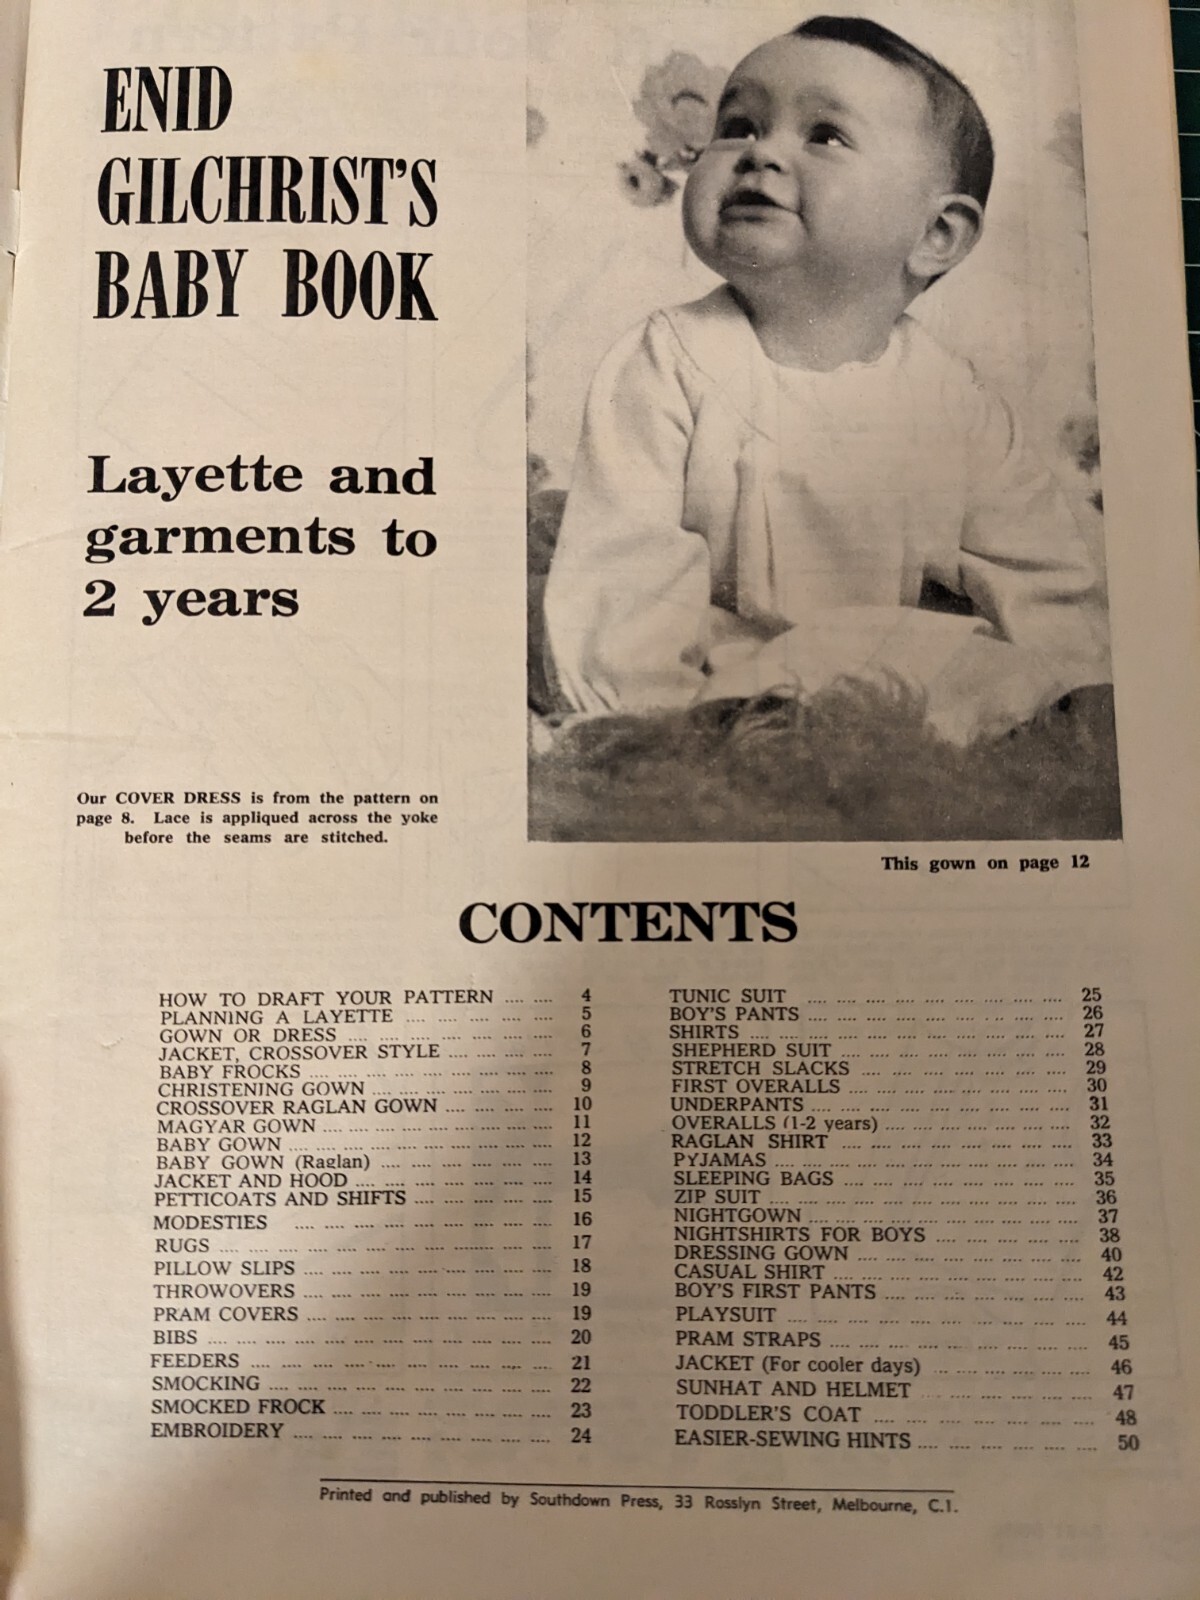 ENID
GILCHRIST'S
BABY BOOK
Layette and
garments to
2 years
Our COVER DRESS is from the pattern on
page 8. Lace is appliqued across the yoke
before the seams are stitched.
This gown on page 12
CONTENTS
HOW TO DRAFT YOUR PATTERN .... .... 4
PLANNING A LAYETTE .... .... .... .... .... .... 5
GOWN OR DRESS .... .... .... .... .... .... .... 6
JACKET, CROSSOVER STYLE .... .... .... .... 7
BABY FROCKS .... .... .... .... .... .... .... .... 8
CHRISTENING GOWN .... .... .... .... .... .... 9
CROSSOVER RAGLAN GOWN .... .... .... .... 10
MAGYAR GOWN .... .... .... .... .... .... .... .... 11
BABY GOWN .... .... .... .... .... .... .... .... .... 12
BABY GOWN (Raglan) .... .... .... .... .... .... 13
JACKET AND HOOD .... .... .... .... .... .... .... 14
PETTICOATS AND SHIFTS .... .... .... .... .... 15
MODESTIES .... .... .... .... .... .... .... .... 16
RUGS .... .... .... .... .... .... .... .... .... .... .... 17
PILLOW SLIPS .... .... .... .... .... .... .... .... 18
THROWOVERS .... .... .... .... .... .... .... .... 19
PRAM COVERS .... .... .... .... .... .... .... .... 19
BIBS .... .... .... .... .... .... .... .... .... .... .... 20
FEEDERS .... .... .... .... .... .... .... .... .... 21
SMOCKING .... .... .... .... .... .... .... .... .... 22
SMOCKED FROCK .... .... .... .... .... .... .... 23
EMBROIDERY .... .... .... .... .... .... .... .... 24
TUNIC SUIT .... .... .... .... .... .... .... .... .... 25
BOY'S PANTS .... .... .... .... .... .... .... .... .... 26
SHIRTS .... .... .... .... .... .... .... .... .... .... .... 27
SHEPHERD SUIT .... .... .... .... .... .... .... .... 28
STRETCH SLACKS .... .... .... .... .... .... .... 29
FIRST OVERALLS .... .... .... .... .... .... .... .... 30
UNDERPANTS .... .... .... .... .... .... .... .... .... 31
OVERALLS (1-2 years) .... .... .... .... .... .... .... 32
RAGLAN SHIRT .... .... .... .... .... .... .... .... 33
PYJAMAS .... .... .... .... .... .... .... .... .... .... 34
SLEEPING BAGS .... .... .... .... .... .... .... .... 35
ZIP SUIT .... .... .... .... .... .... .... .... .... .... 36
NIGHTGOWN .... .... .... .... .... .... .... .... .... 37
NIGHTSHIRTS FOR BOYS .... .... .... .... .... 38
DRESSING GOWN .... .... .... .... .... .... .... .... 40
CASUAL SHIRT .... .... .... .... .... .... .... .... 42
BOY'S FIRST PANTS .... .... .... .... .... .... .... 43
PLAYSUIT .... .... .... .... .... .... .... .... .... .... 44
PRAM STRAPS .... .... .... .... .... .... .... .... .... 45
JACKET (For cooler days) .... .... .... .... .... .... 46
SUNHAT AND HELMET .... .... .... .... .... .... 47
TODDLER'S COAT .... .... .... .... .... .... .... .... 48
EASIER-SEWING HINTS .... .... .... .... .... .... 50
Printed and published by Southdown Press, 33 Rosslyn Street, Melbourne, C.1.